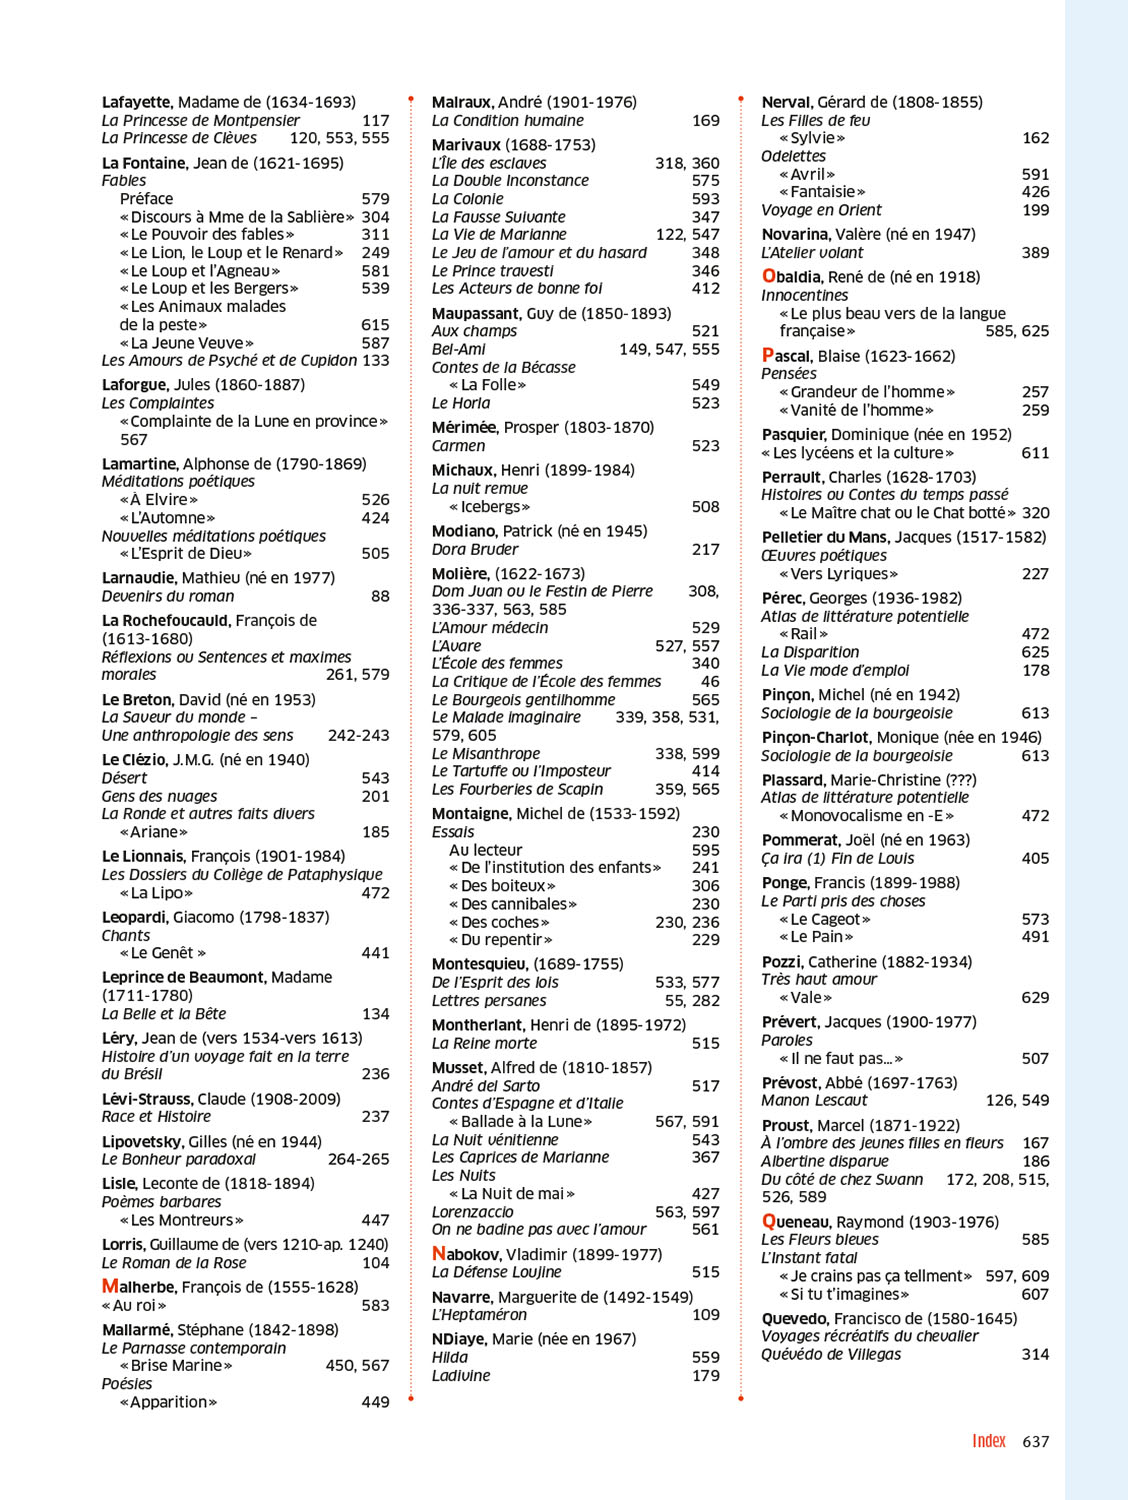 Lafayette, Madame de (1634-1693)
La Princesse de Montpensier 117
La Princesse de Clèves 120, 553, 555
La Fontaine, Jean de (1621-1695)
Fables
Préface 579
« Discours à Mme de la Sablière » 304
« Le Pouvoir des fables » 311
« Le Lion, le Loup et le Renard » 249
« Le Loup et l'Agneau » 581
« Le Loup et les Bergers » 539
« Les Animaux malades
de la peste » 615
« La Jeune Veuve » 587
Les Amours de Psyché et de Cupidon 133
Laforgue, Jules (1860-1887)
Les Complaintes
« Complainte de la Lune en province »
567
Lamartine, Alphonse de (1790-1869)
Méditations poétiques
« À Elvire » 526
« L'Automne » 424
Nouvelles méditations poétiques
« L'Esprit de Dieu » 505
Larnaudie, Mathieu (né en 1977)
Devenirs du roman 88
La Rochefoucauld, François de
(1613-1680)
Réflexions ou Sentences et maximes
morales 261, 579
Le Breton, David (né en 1953)
La Saveur du monde –
Une anthropologie des sens 242-243
Le Clézio, J.M.G. (né en 1940)
Désert 543
Gens des nuages 201
La Ronde et autres faits divers
« Ariane » 185
Le Lionnais, François (1901-1984)
Les Dossiers du Collège de Pataphysique
« La Lipo » 472
Leopardi, Giacomo (1798-1837)
Chants
« Le Genêt » 441
Leprince de Beaumont, Madame
(1711-1780)
La Belle et la Bête 134
Léry, Jean de (vers 1534-vers 1613)
Histoire d'un voyage fait en la terre
du Brésil 236
Lévi-Strauss, Claude (1908-2009)
Race et Histoire 237
Lipovetsky, Gilles (né en 1944)
Le Bonheur paradoxal 264-265
Lisle, Leconte de (1818-1894)
Poèmes barbares
« Les Montreurs » 447
Lorris, Guillaume de (vers 1210-ap. 1240)
Le Roman de la Rose 104
Malherbe, François de (1555-1628)
« Au roi » 583
Mallarmé, Stéphane (1842-1898)
Le Parnasse contemporain
« Brise Marine » 450, 567
Poésies
« Apparition » 449
Malraux, André (1901-1976)
La Condition humaine 169
Marivaux (1688-1753)
L'Île des esclaves 318, 360
La Double Inconstance 575
La Colonie 593
La Fausse Suivante 347
La Vie de Marianne 122, 547
Le Jeu de l'amour et du hasard 348
Le Prince travesti 346
Les Acteurs de bonne foi 412
Maupassant, Guy de (1850-1893)
Aux champs 521
Bel-Ami 149, 547, 555
Contes de la Bécasse
« La Folle » 549
Le Horla 523
Mérimée, Prosper (1803-1870)
Carmen 523
Michaux, Henri (1899-1984)
La nuit remue
« Icebergs » 508
Modiano, Patrick (né en 1945)
Dora Bruder 217
Molière, (1622-1673)
Dom Juan ou le Festin de Pierre 308,
336-337, 563, 585
L'Amour médecin 529
L'Avare 527, 557
L'École des femmes 340
La Critique de l'École des femmes 46
Le Bourgeois gentilhomme 565
Le Malade imaginaire 339, 358, 531,
579, 605
Le Misanthrope 338, 599
Le Tartuffe ou l'Imposteur 414
Les Fourberies de Scapin 359, 565
Montaigne, Michel de (1533-1592)
Essais 230
Au lecteur 595
« De l'institution des enfants » 241
« Des boiteux » 306
« Des cannibales » 230
« Des coches » 230, 236
« Du repentir » 229
Montesquieu, (1689-1755)
De l'Esprit des lois 533, 577
Lettres persanes 55, 282
Montherlant, Henri de (1895-1972)
La Reine morte 515
Musset, Alfred de (1810-1857)
André del Sarto 517
Contes d'Espagne et d'Italie
« Ballade à la Lune » 567, 591
La Nuit vénitienne 543
Les Caprices de Marianne 367
Les Nuits
« La Nuit de mai » 427
Lorenzaccio 563, 597
On ne badine pas avec l'amour 561
Nabokov, Vladimir (1899-1977)
La Défense Loujine 515
Navarre, Marguerite de (1492-1549)
L'Heptaméron 109
NDiaye, Marie (née en 1967)
Hilda 559
Ladivine 179
Nerval, Gérard de (1808-1855)
Les Filles de feu
« Sylvie » 162
Odelettes
« Avril » 591
« Fantaisie » 426
Voyage en Orient 199
Novarina, Valère (né en 1947)
L'Atelier volant 389
Obaldia, René de (né en 1918)
Innocentines
« Le plus beau vers de la langue
française » 585, 625
Pascal, Blaise (1623-1662)
Pensées
« Grandeur de l'homme » 257
« Vanité de l'homme » 259
Pasquier, Dominique (née en 1952)
« Les lycéens et la culture » 611
Perrault, Charles (1628-1703)
Histoires ou Contes du temps passé
« Le Maître chat ou le Chat botté » 320
Pelletier du Mans, Jacques (1517-1582)
Œuvres poétiques
« Vers Lyriques » 227
Pérec, Georges (1936-1982)
Atlas de littérature potentielle
« Rail » 472
La Disparition 625
La Vie mode d'emploi 178
Pinçon, Michel (né en 1942)
Sociologie de la bourgeoisie 613
Pinçon-Charlot, Monique (née en 1946)
Sociologie de la bourgeoisie 613
Plassard, Marie-Christine (???)
Atlas de littérature potentielle
« Monovocalisme en -E » 472
Pommerat, Joël (né en 1963)
Ça ira (1) Fin de Louis 405
Ponge, Francis (1899-1988)
Le Parti pris des choses
« Le Cageot » 573
« Le Pain » 491
Pozzi, Catherine (1882-1934)
Très haut amour
« Vale » 629
Prévert, Jacques (1900-1977)
Paroles
« Il ne faut pas... » 507
Prévost, Abbé (1697-1763)
Manon Lescaut 126, 549
Proust, Marcel (1871-1922)
À l'ombre des jeunes filles en fleurs 167
Albertine disparue 186
Du côté de chez Swann 172, 208, 515,
526, 589
Queneau, Raymond (1903-1976)
Les Fleurs bleues 585
L'Instant fatal
« Je crains pas ça tellment » 597, 609
« Si tu t'imagines » 607
Quevedo, Francisco de (1580-1645)
Voyages récréatifs du chevalier
Quévédo de Villegas 314
Index 637